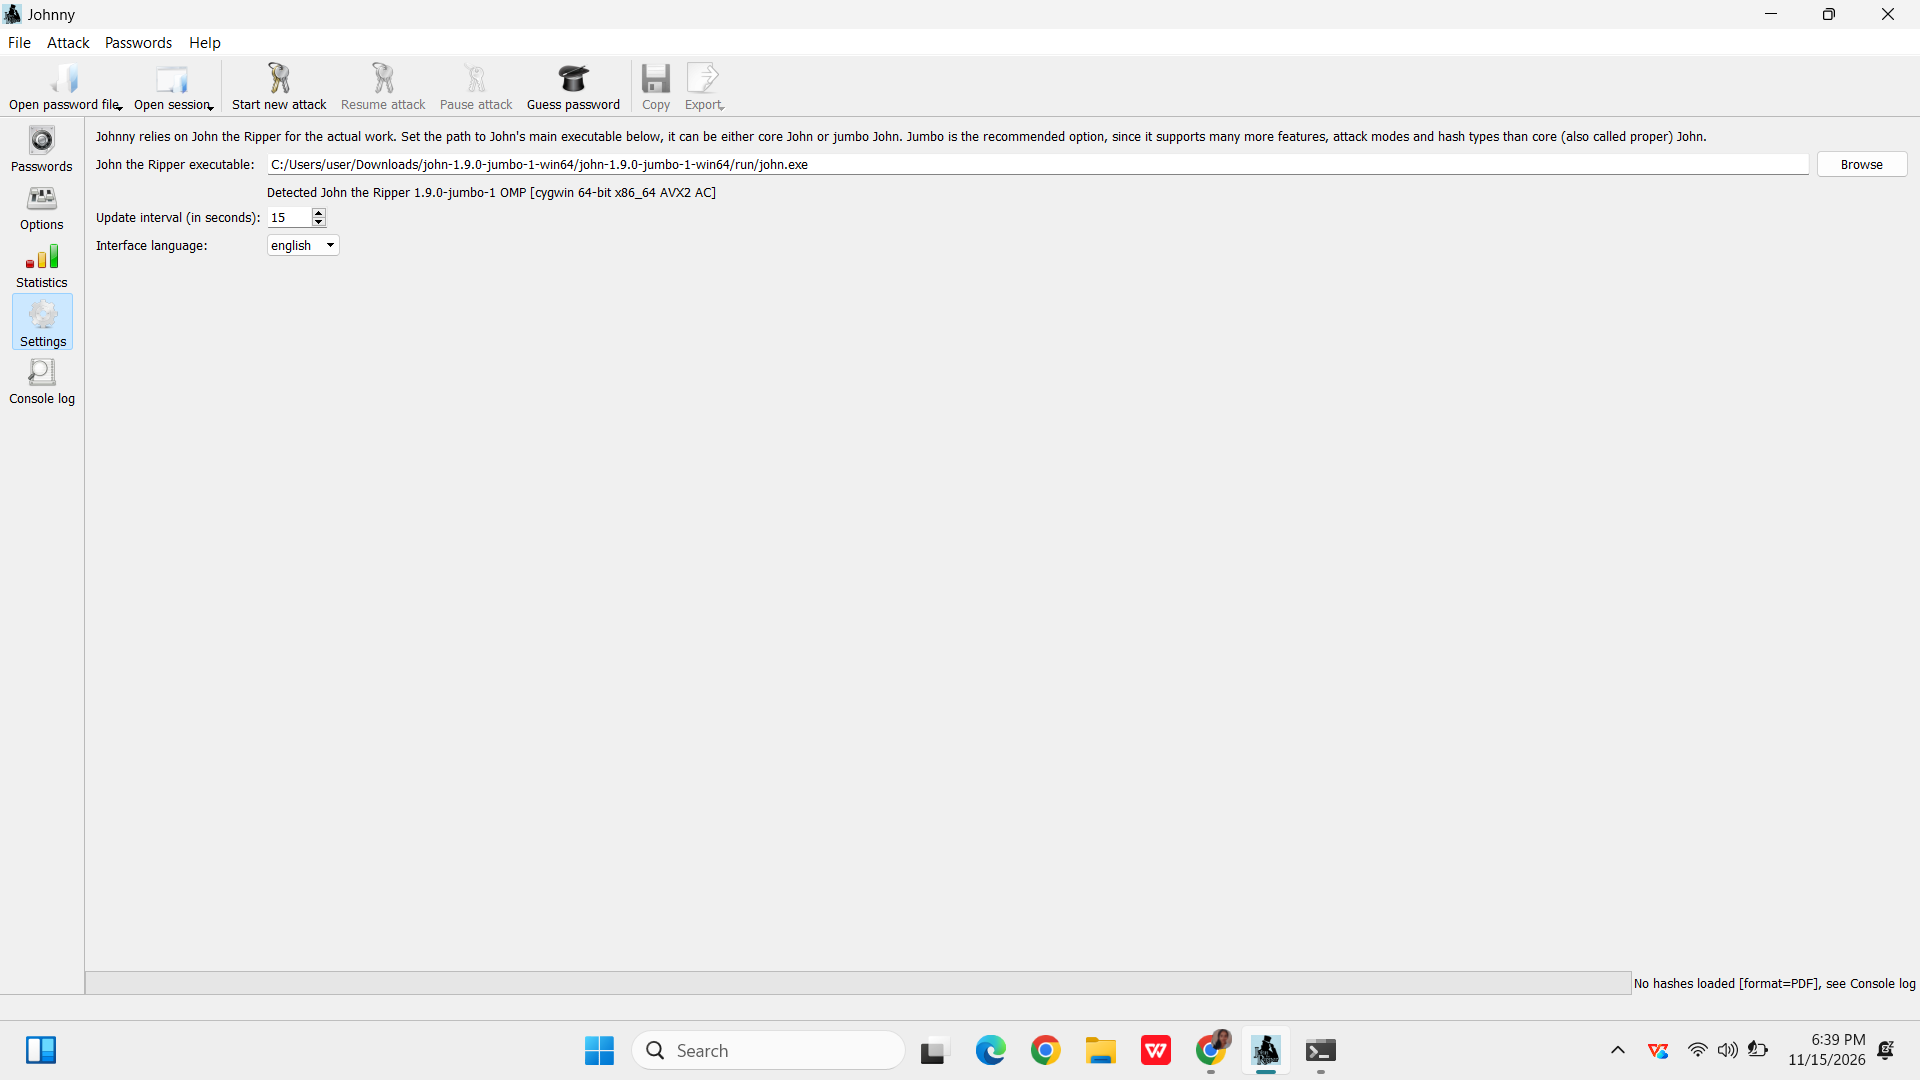 Johnny
File Attack Passwords Help
Open password file Open session Start new attack Resume attack Pause attack Guess password Copy Export
Passwords
Options
Statistics
Settings
Console log
Johnny relies on John the Ripper for the actual work. Set the path to John's main executable below, it can be either core John or jumbo John. Jumbo is the recommended option, since it supports many more features, attack modes and hash types than core (also called proper) John.
John the Ripper executable: C:/Users/user/Downloads/john-1.9.0-jumbo-1-win64/john-1.9.0-jumbo-1-win64/run/john.exe Browse
Detected John the Ripper 1.9.0-jumbo-1 OMP [cygwin 64-bit x86_64 AVX2 AC]
Update interval (in seconds): 15
Interface language: english
No hashes loaded [format=PDF], see Console log
Search
6:39 PM
11/15/2026